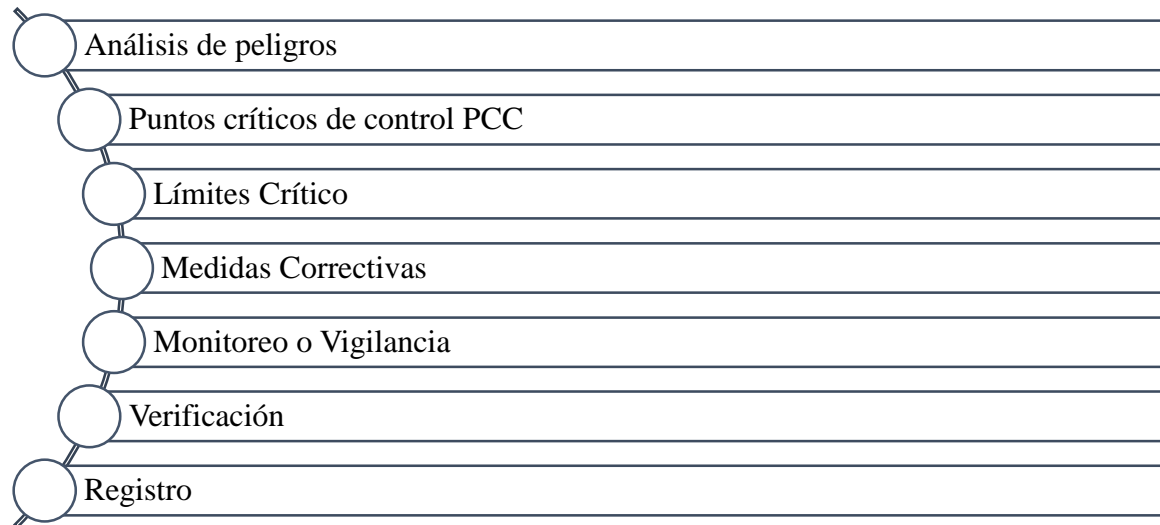 Análisis de peligros
Puntos críticos de control PCC
Límites Crítico
Medidas Correctivas
Monitoreo o Vigilancia
Verificación
Registro